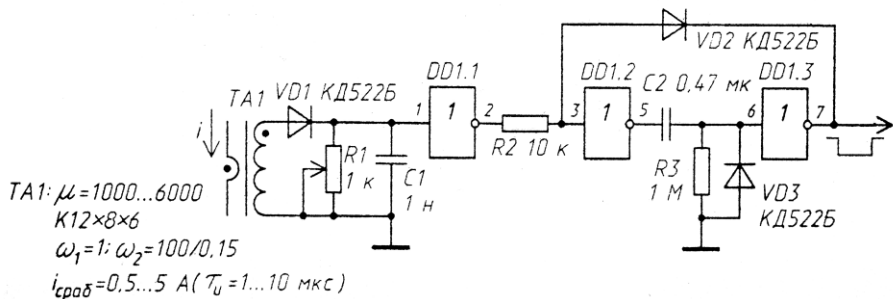 VD2 КД522Б
TA1
VD1 КД522Б
DD1.1
DD1.2
C2 0,47 мк
DD1.3
i
1
1
2
3
1
5
6
1
7
R1
1 к
C1
1 н
R2 10 к
R3
1 М
VD3
КД522Б
TA1: μ=1000...6000
K12×8×6
ω1=1; ω2=100/0,15
iсраб=0,5...5 А(τи=1...10 мкс)